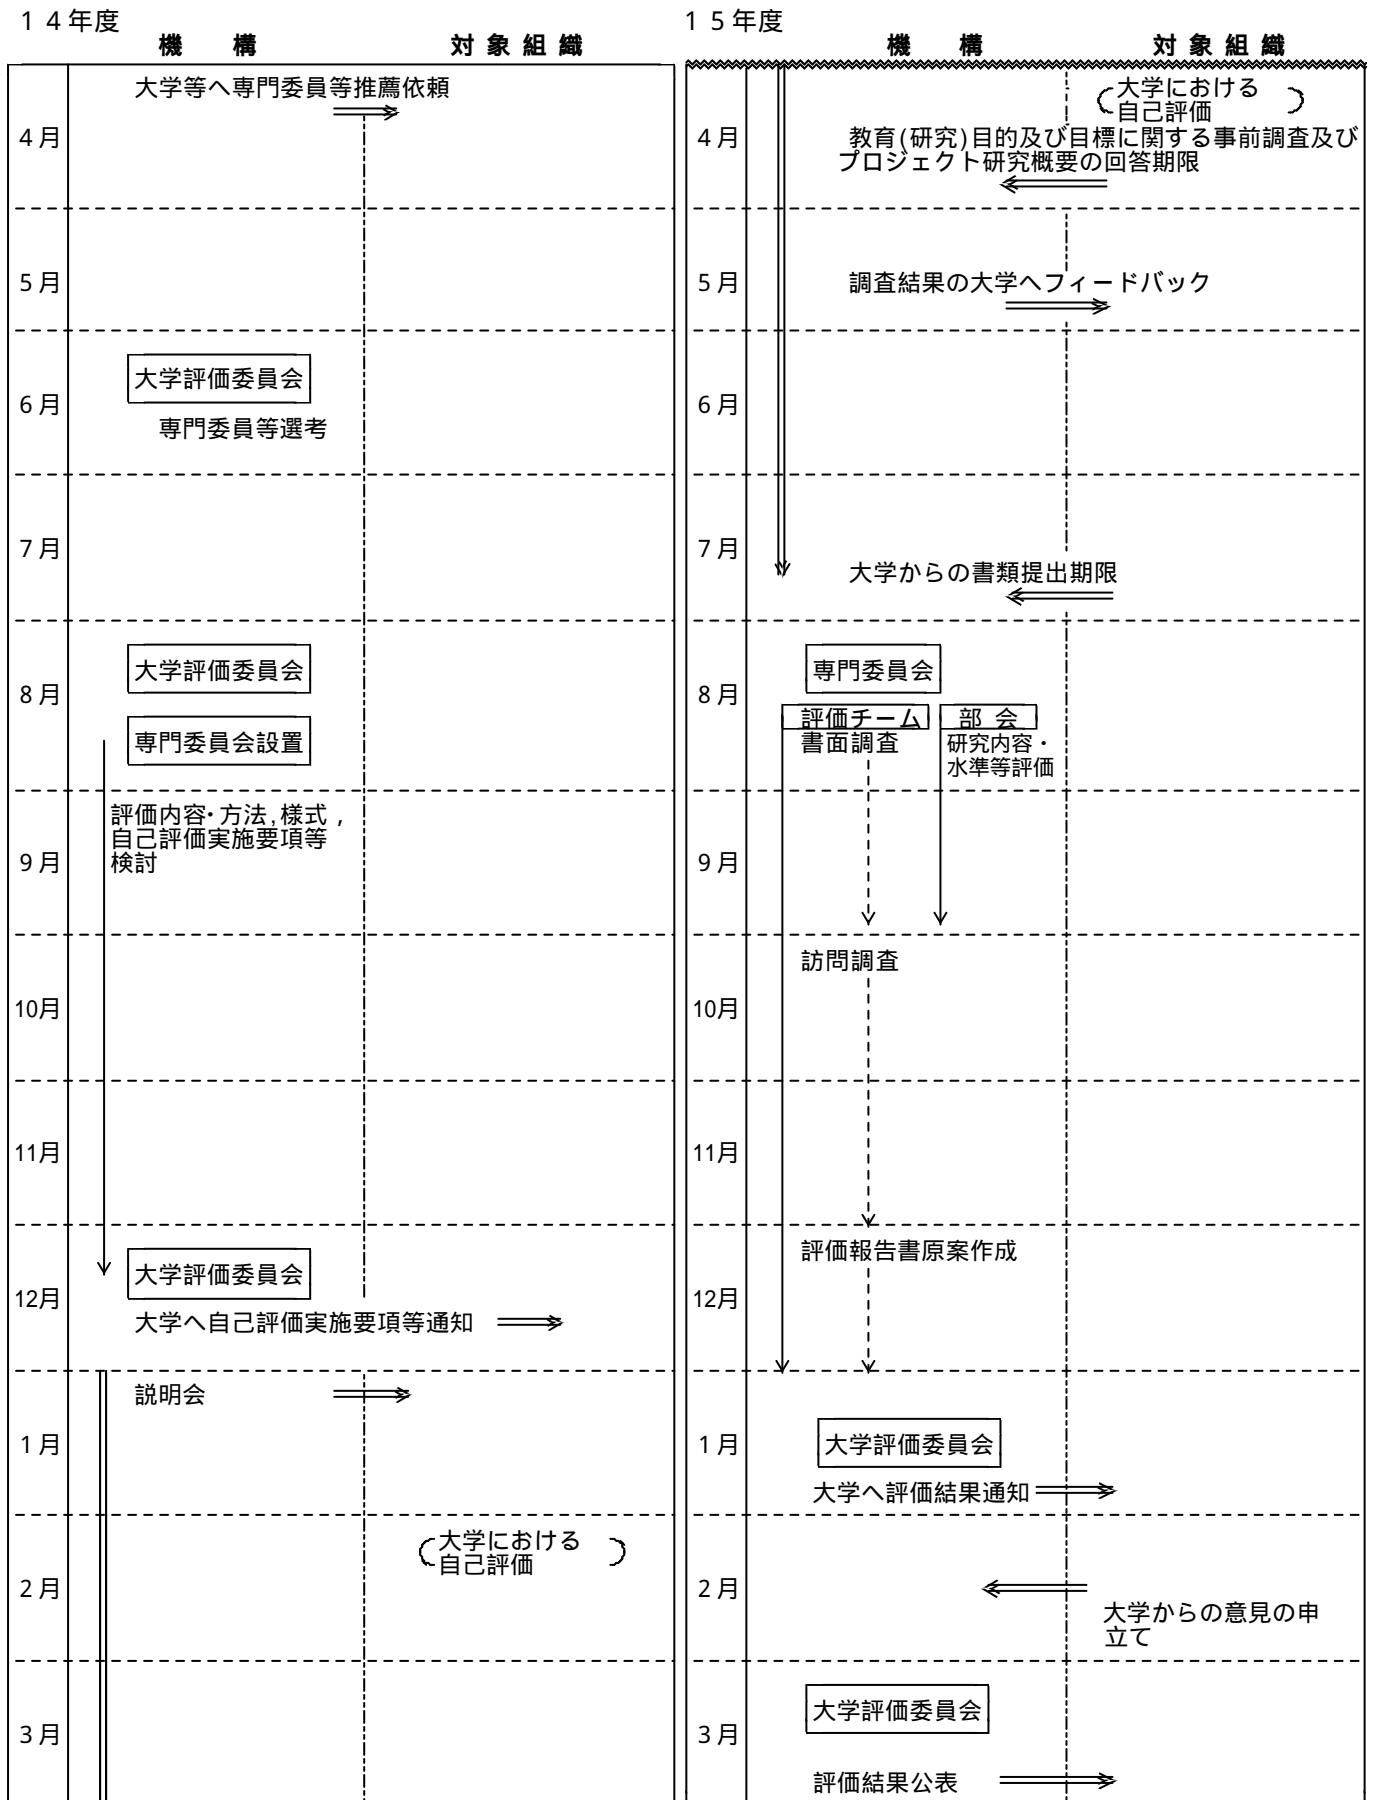 １４年度
機　構　対象組織
大学等へ専門委員等推薦依頼
4月
5月
大学評価委員会
6月
専門委員等選考
7月
大学評価委員会
8月
専門委員会設置
評価内容・方法，様式，
自己評価実施要項等
検討
9月
10月
11月
大学評価委員会
12月
大学へ自己評価実施要項等通知
説明会
1月
大学における
自己評価
2月
3月
１５年度
機　構　対象組織
大学における
自己評価
4月
教育(研究)目的及び目標に関する事前調査及び
プロジェクト研究概要の回答期限
5月
調査結果の大学へフィードバック
6月
7月
大学からの書類提出期限
専門委員会
8月
評価チーム　部会
書面調査
研究内容・
水準等評価
9月
訪問調査
10月
11月
評価報告書原案作成
12月
1月
大学評価委員会
大学へ評価結果通知
2月
大学からの意見の申
立て
大学評価委員会
3月
評価結果公表